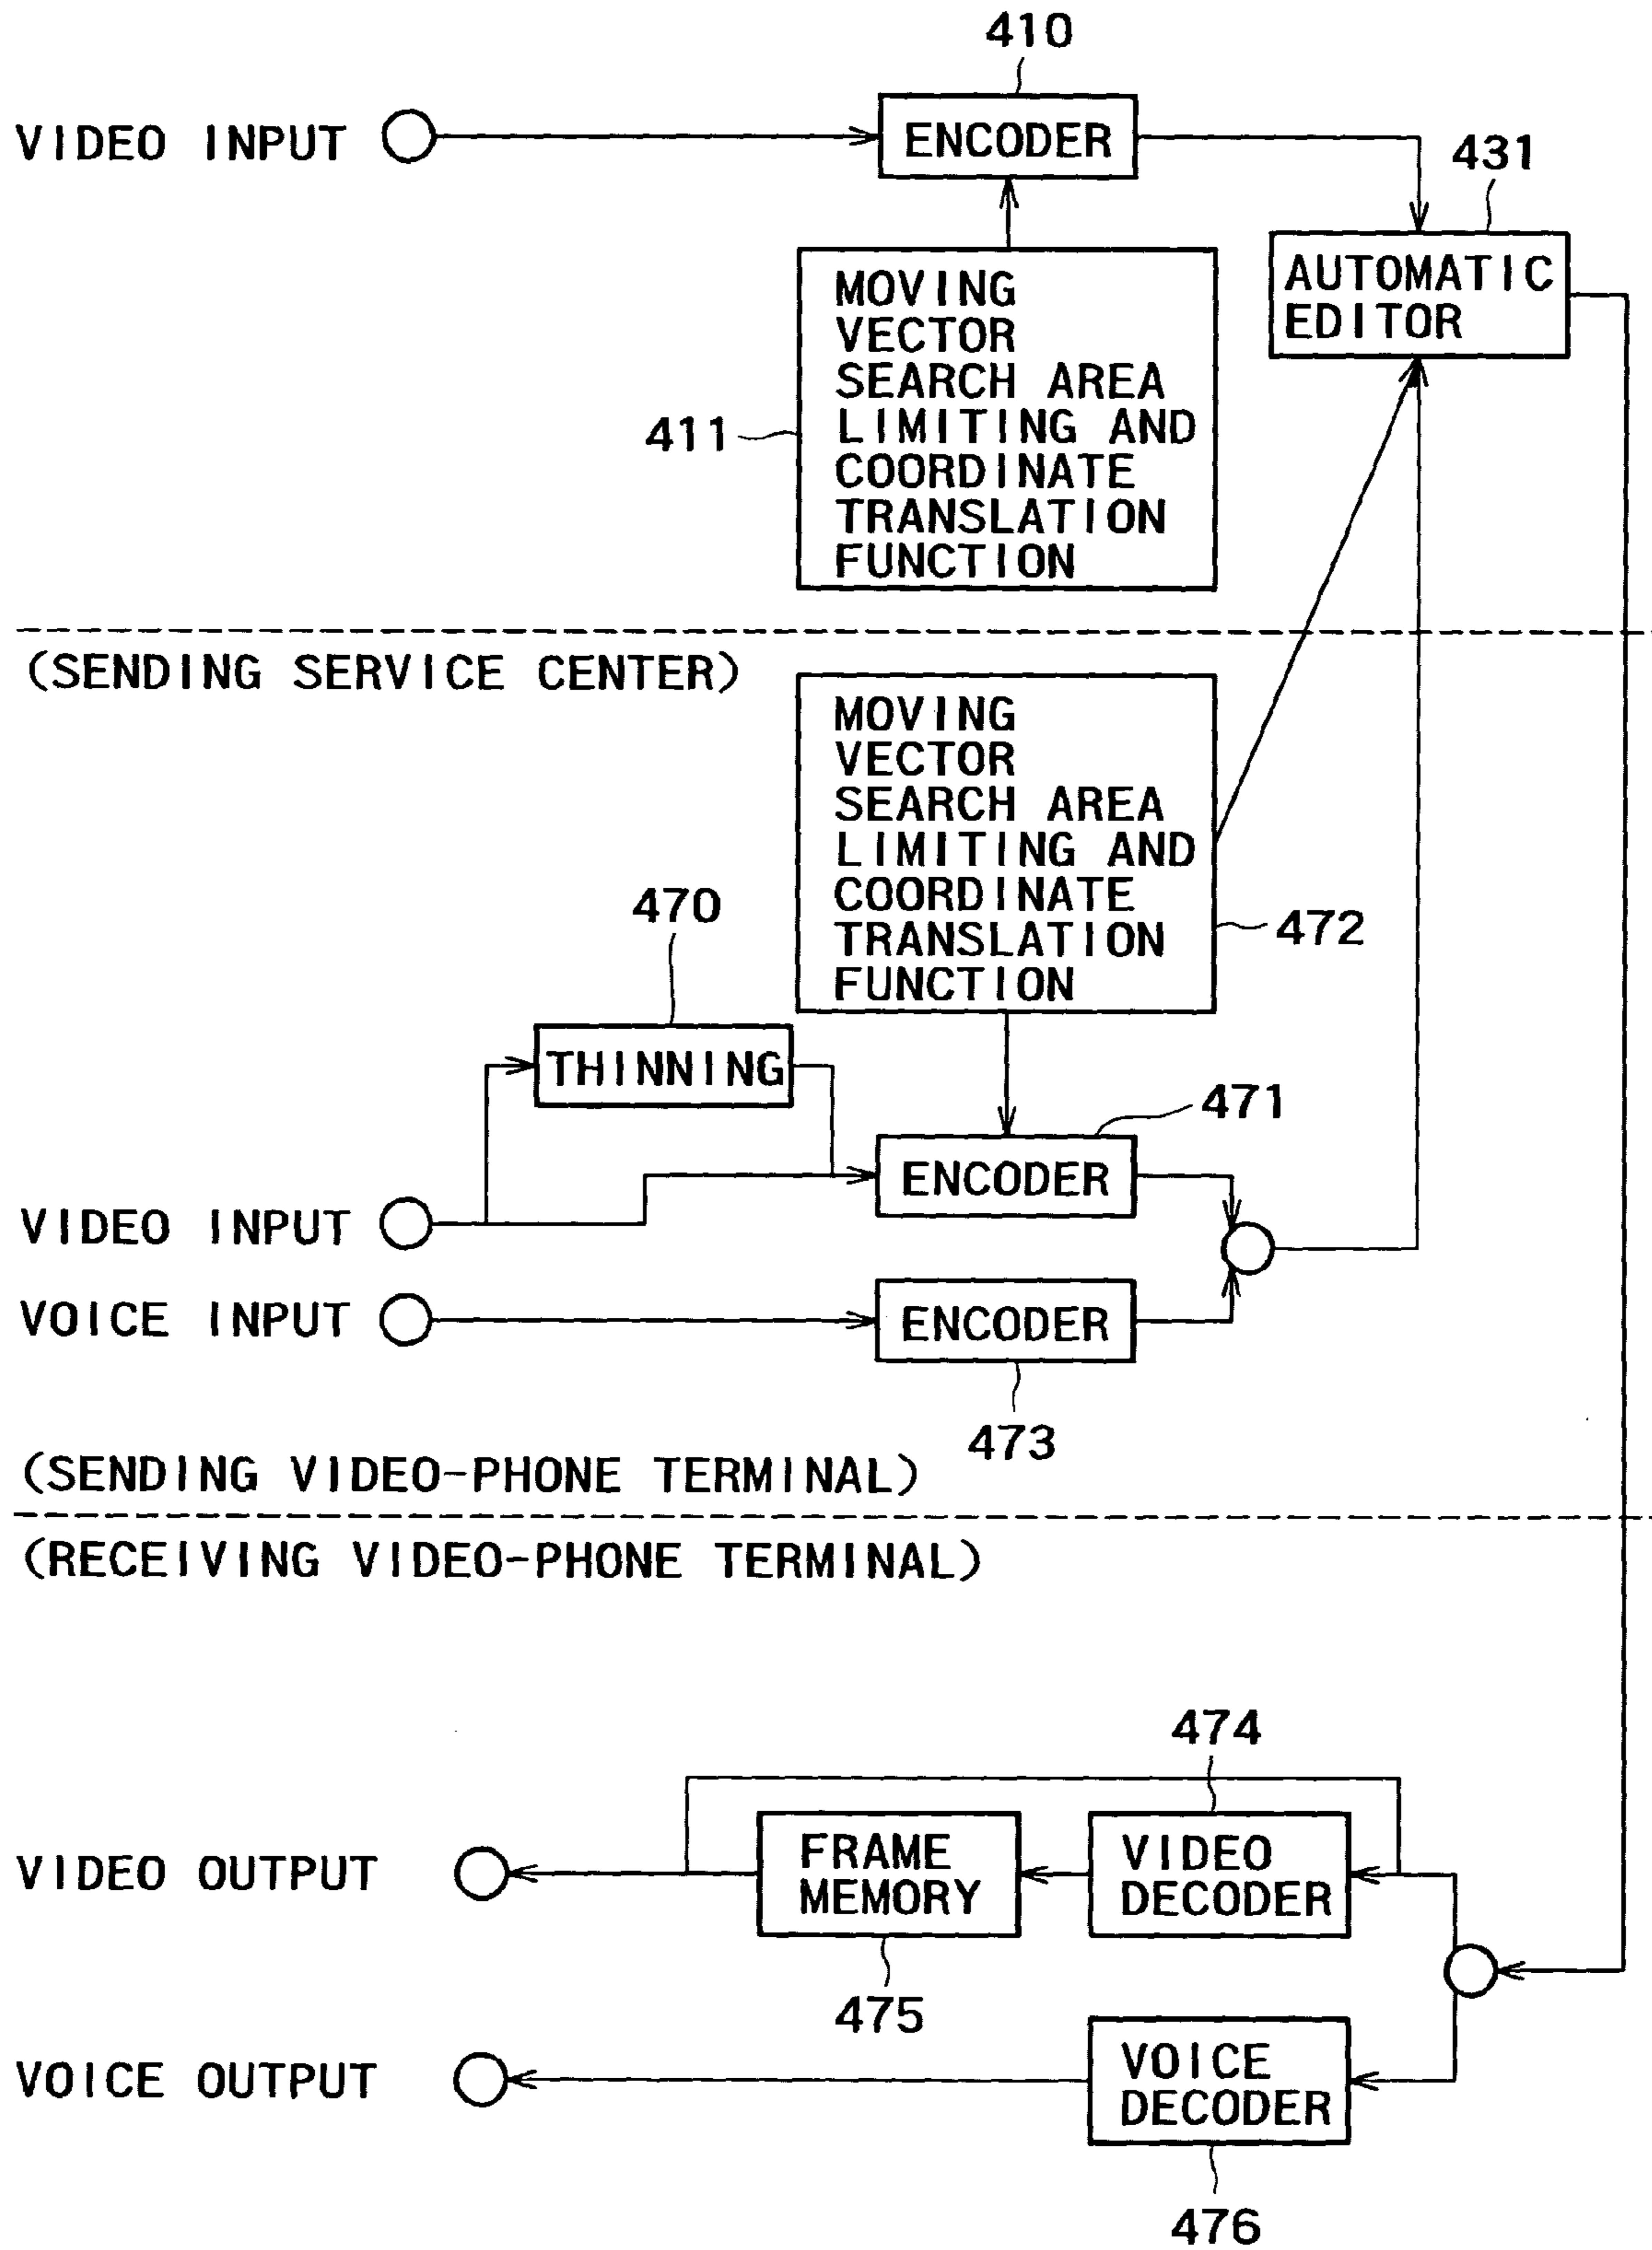 410
VIDEO INPUT
ENCODER
431
AUTOMATIC
EDITOR
MOVING
VECTOR
SEARCH AREA
LIMITING AND
COORDINATE
TRANSLATION
FUNCTION
411
(SENDING SERVICE CENTER)
MOVING
VECTOR
SEARCH AREA
LIMITING AND
COORDINATE
TRANSLATION
FUNCTION
472
470
THINNING
471
ENCODER
VIDEO INPUT
VOICE INPUT
ENCODER
473
(SENDING VIDEO-PHONE TERMINAL)
(RECEIVING VIDEO-PHONE TERMINAL)
474
VIDEO OUTPUT
FRAME
MEMORY
VIDEO
DECODER
475
VOICE OUTPUT
VOICE
DECODER
476